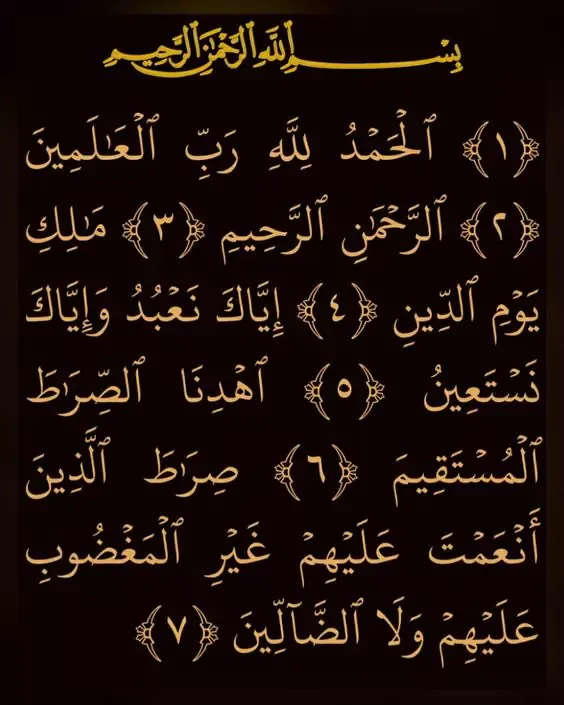 بِسْمِ ٱللَّهِ ٱلرَّحْمَٰنِ ٱلرَّحِيمِ
﴿١﴾ ٱلْحَمْدُ لِلَّهِ رَبِّ ٱلْعَٰلَمِينَ
﴿٢﴾ ٱلرَّحْمَٰنِ ٱلرَّحِيمِ ﴿٣﴾ مَٰلِكِ
يَوْمِ ٱلدِّينِ ﴿٤﴾ إِيَّاكَ نَعْبُدُ وَإِيَّاكَ
نَسْتَعِينُ ﴿٥﴾ ٱهْدِنَا ٱلصِّرَٰطَ
ٱلْمُسْتَقِيمَ ﴿٦﴾ صِرَٰطَ ٱلَّذِينَ
أَنْعَمْتَ عَلَيْهِمْ غَيْرِ ٱلْمَغْضُوبِ
عَلَيْهِمْ وَلَا ٱلضَّآلِّينَ ﴿٧﴾